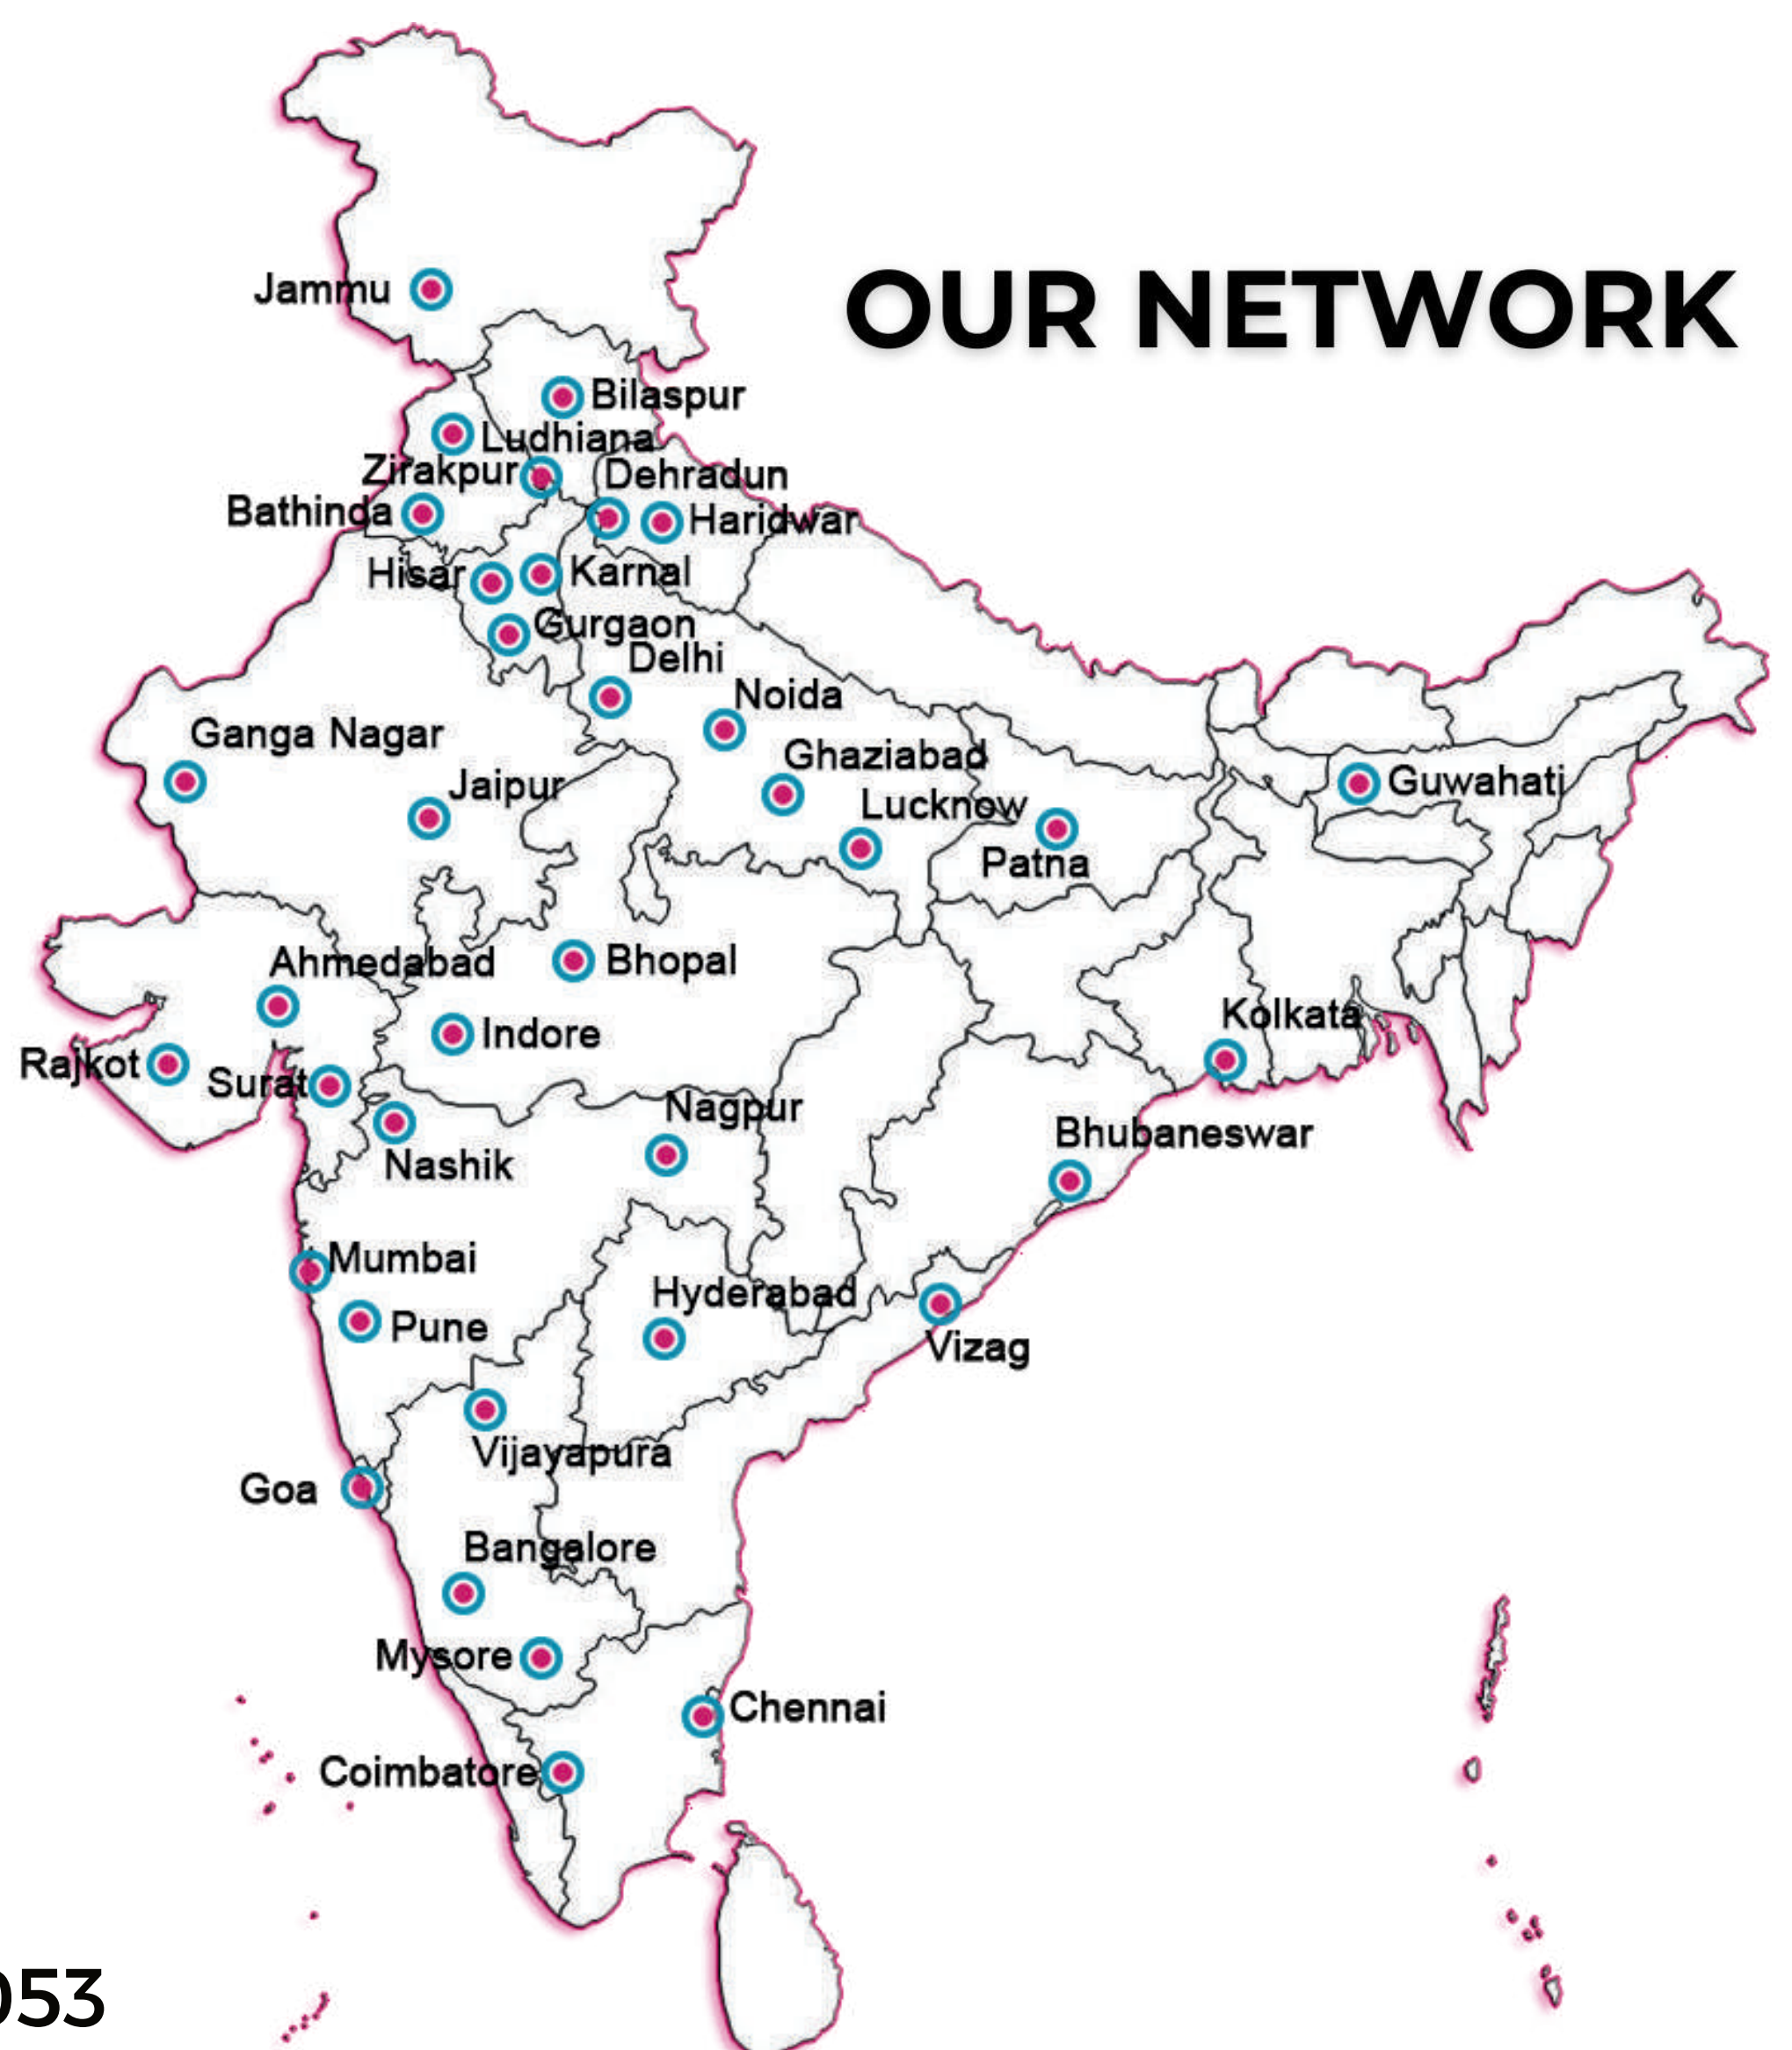 Jammu
OUR NETWORK
Bilaspur
Ludhiana
Zirakpur
Dehradun
Bathinda
Haridwar
Hisar
Karnal
Gurgaon
Delhi
Noida
Ganga Nagar
Ghaziabad
Jaipur
Guwahati
Lucknow
Patna
Ahmedabad
Bhopal
Kolkata
Indore
Rajkot
Surat
Nagpur
Bhubaneswar
Nashik
Mumbai
Hyderabad
Pune
Vizag
Vijayapura
Goa
Bangalore
Mysore
Chennai
Coimbatore
053